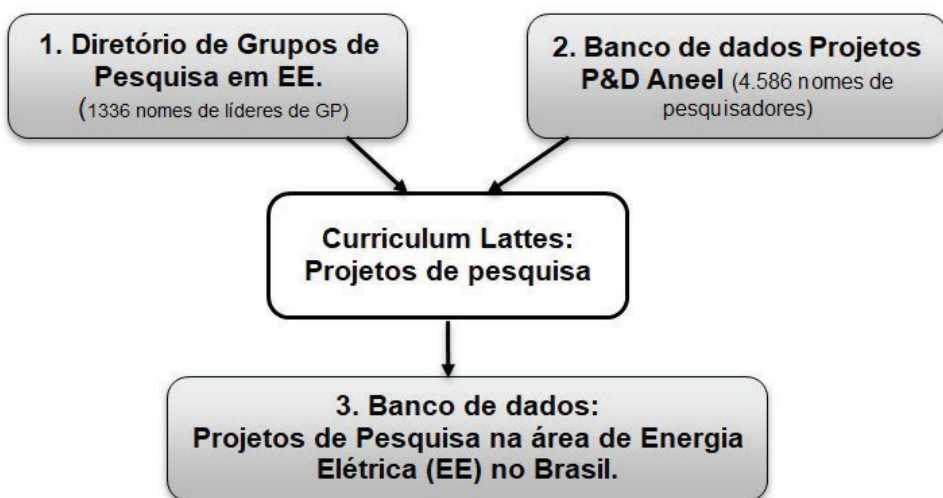 1. Diretório de Grupos de
Pesquisa em EE.
(1336 nomes de líderes de GP)
2. Banco de dados Projetos
P&D Aneel (4.586 nomes de
pesquisadores)
Curriculum Lattes:
Projetos de pesquisa
3. Banco de dados:
Projetos de Pesquisa na área de Energia
Elétrica (EE) no Brasil.